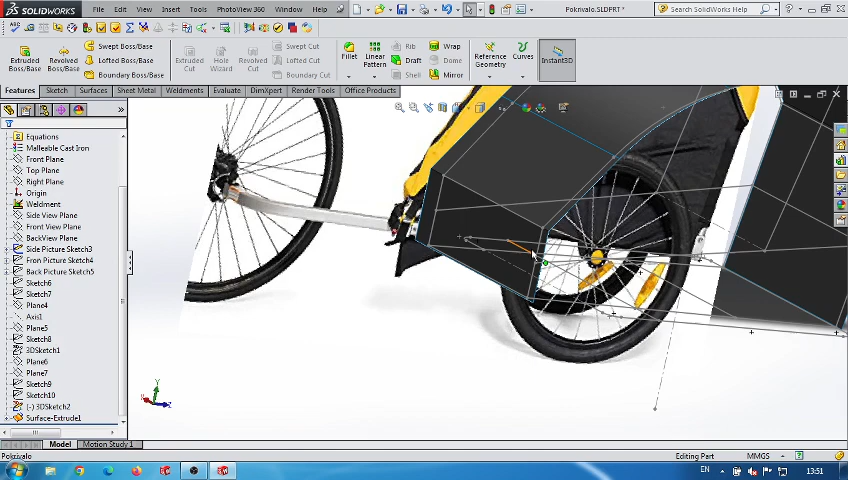 SOLIDWORKS File Edit View Insert Tools PhotoView 360 Window Help Pokrivalo.SLDPRT * Search SolidWorks Help
Extruded Boss/Base
Revolved Boss/Base
Swept Boss/Base
Lofted Boss/Base
Boundary Boss/Base
Extruded Cut
Hole Wizard
Revolved Cut
Swept Cut
Lofted Cut
Boundary Cut
Fillet
Linear Pattern
Rib
Draft
Shell
Wrap
Dome
Mirror
Reference Geometry
Curves
Instant3D
Features Sketch Surfaces Sheet Metal Weldments Evaluate DimXpert Render Tools Office Products
Equations
Malleable Cast Iron
Front Plane
Top Plane
Right Plane
Origin
Weldment
Side View Plane
Front View Plane
BackView Plane
Side Picture Sketch3
Fron Picture Sketch4
Back Picture Sketch5
Sketch6
Sketch7
Plane4
Axis1
Plane5
Sketch8
3DSketch1
Plane6
Plane7
Sketch9
Sketch10
(-) 3DSketch2
Surface-Extrude1
Y
Z
Model Motion Study 1
Pokrivalo Editing Part MMGS
EN 13:51